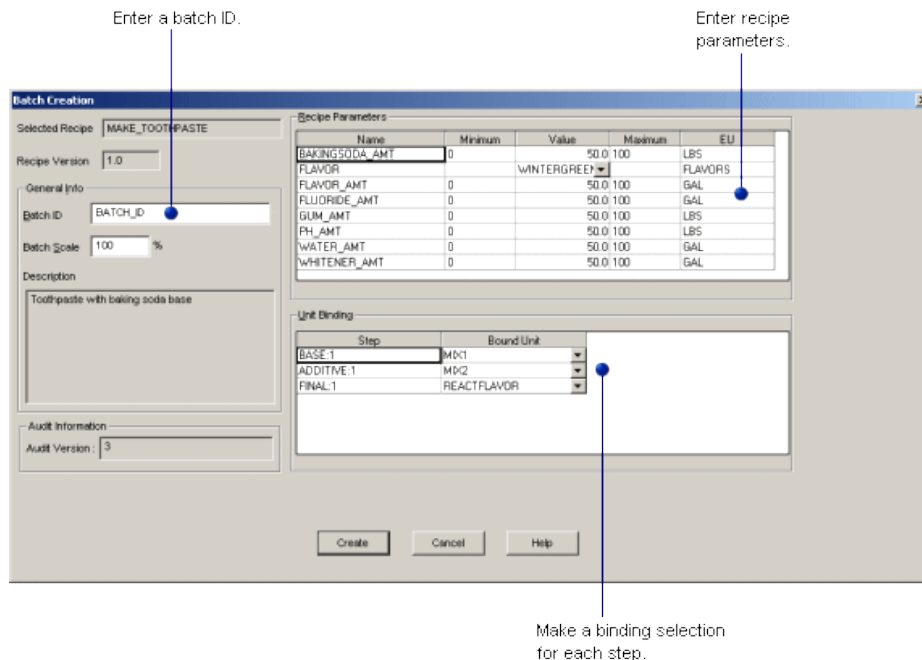 Enter a batch ID.
Enter recipe
parameters.
Batch Creation
Selected Recipe MAKE_TOOTHPASTE
Recipe Version 1.0
General Info
Batch ID BATCH_ID
Batch Scale 100 %
Description
Toothpaste with baking soda base
Audit Information
Audit Version : 3
Recipe Parameters
Name Minimum Value Maximum EU
BAKINGSODA_AMT 0 50.0 100 LBS
FLAVOR WINTERGREEN FLAVORS
FLAVOR_AMT 0 50.0 100 GAL
FLUORIDE_AMT 0 50.0 100 GAL
GUM_AMT 0 50.0 100 LBS
PH_AMT 0 50.0 100 LBS
WATER_AMT 0 50.0 100 GAL
WHITENER_AMT 0 50.0 100 GAL
Unit Binding
Step Bound Unit
BASE:1 MIX1
ADDITIVE:1 MIX2
FINAL:1 REACTFLAVOR
Create Cancel Help
Make a binding selection
for each step.